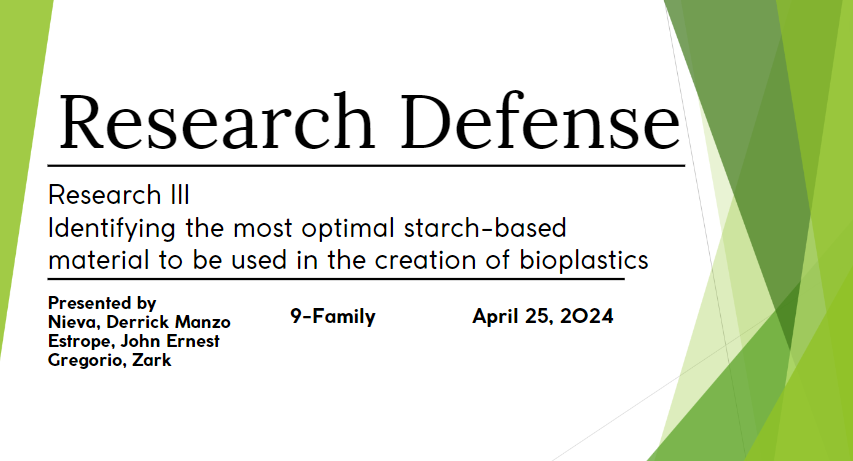 Research Defense
Research III
Identifying the most optimal starch-based
material to be used in the creation of bioplastics
Presented by
Nieva, Derrick Manzo
Estrope, John Ernest
Gregorio, Zark
9-Family
April 25, 2024